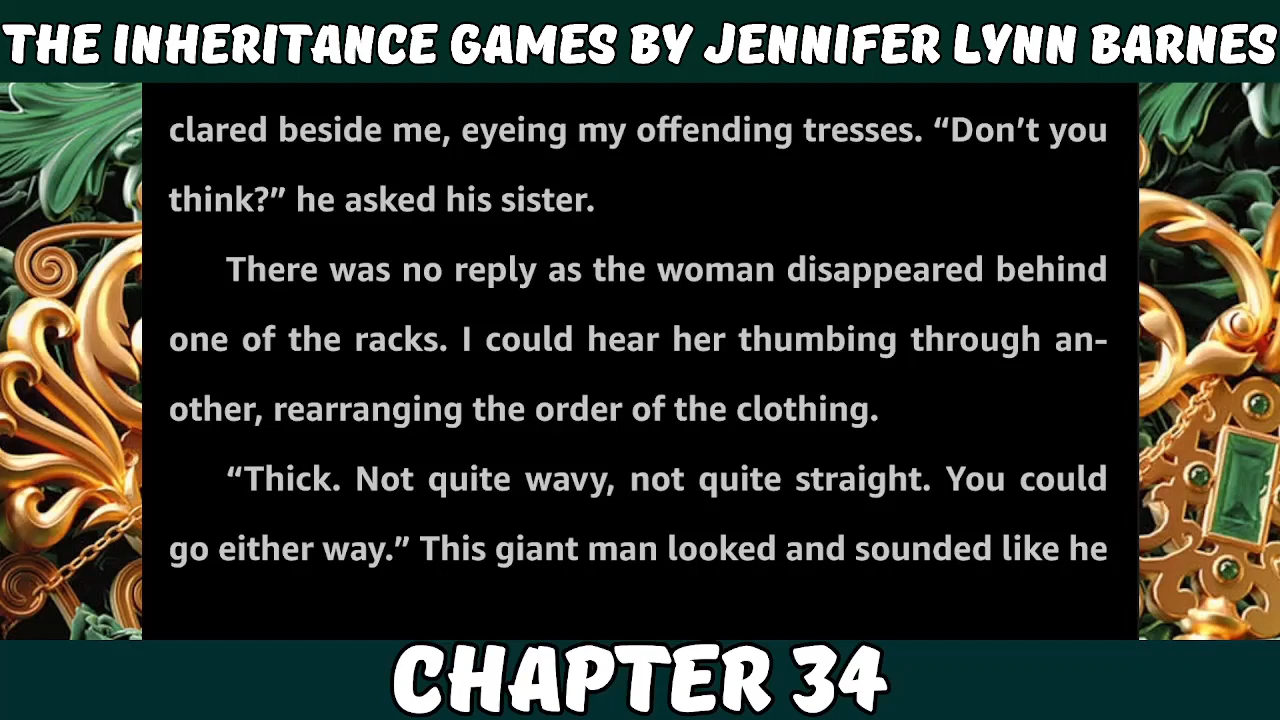 THE INHERITANCE GAMES BY JENNIFER LYNN BARNES
clared beside me, eyeing my offending tresses. “Don’t you
think?” he asked his sister.
There was no reply as the woman disappeared behind
one of the racks. I could hear her thumbing through an-
other, rearranging the order of the clothing.
“Thick. Not quite wavy, not quite straight. You could
go either way.” This giant man looked and sounded like he
CHAPTER 34